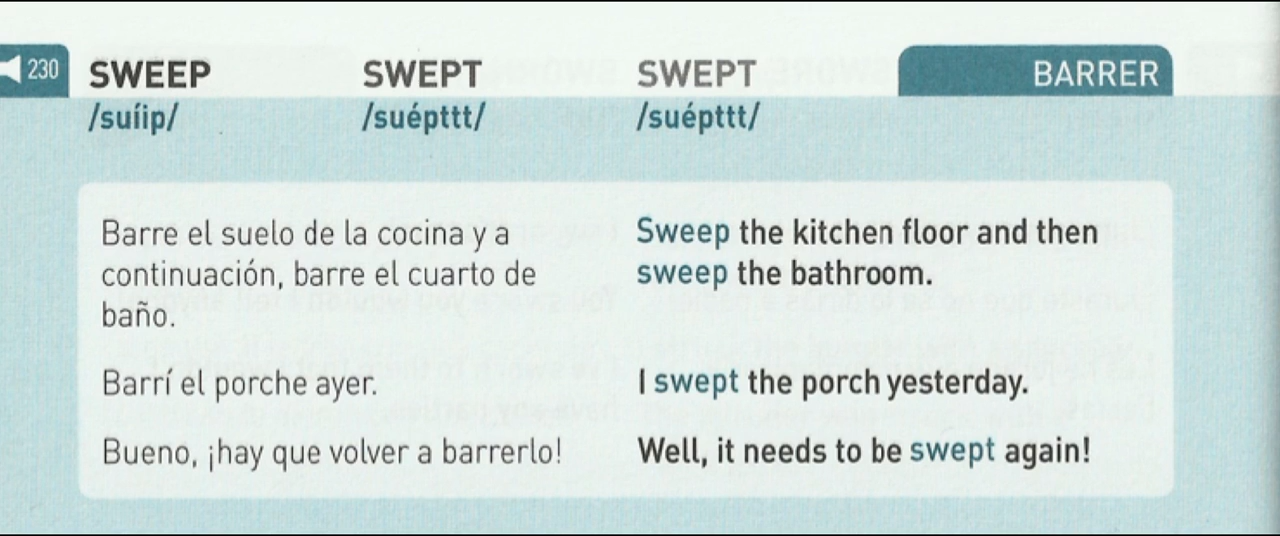 230 SWEEP SWEPT SWEPT BARRER
/suíip/ /suépttt/ /suépttt/
Barre el suelo de la cocina y a
continuación, barre el cuarto de
baño.
Sweep the kitchen floor and then
sweep the bathroom.
Barrí el porche ayer.
I swept the porch yesterday.
Bueno, ¡hay que volver a barrerlo!
Well, it needs to be swept again!